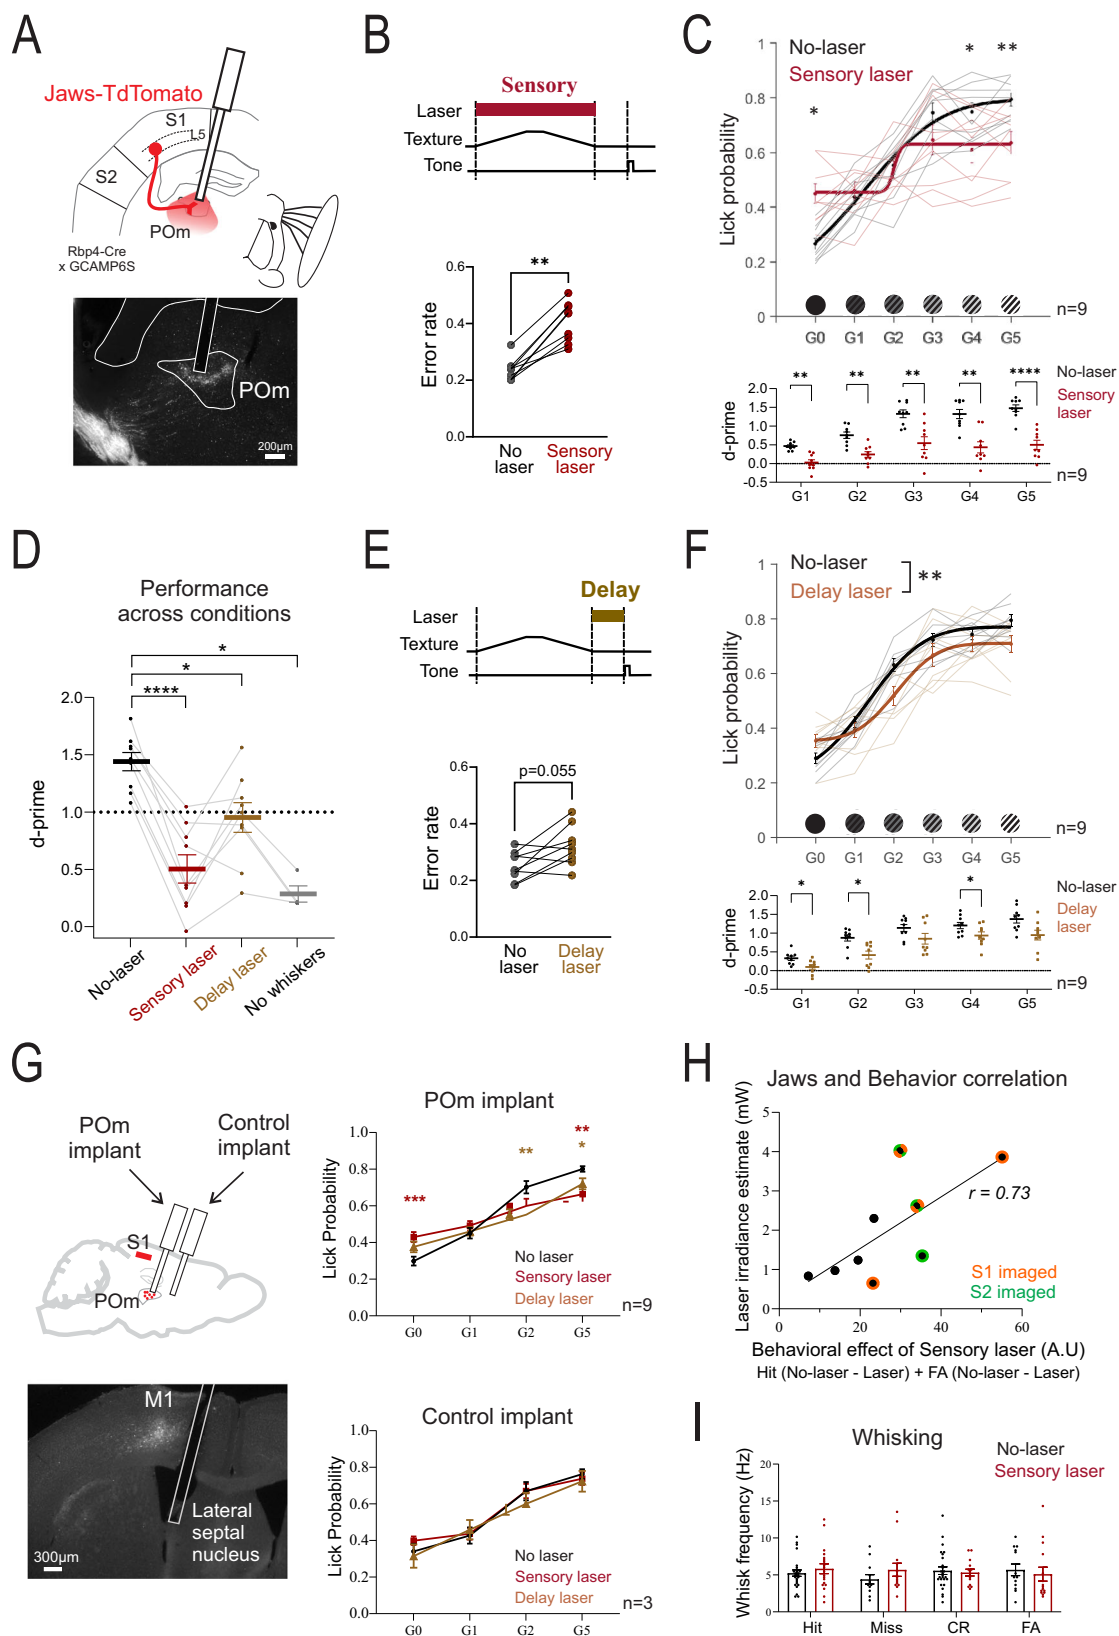 A
Jaws-TdTomato
S1
L5
S2
POm
Rbp4-Cre
x GCAMP6S
POm
200µm
B
Sensory
Laser
Texture
Tone
**
0.6
0.4
0.2
0.0
Error rate
No laser
Sensory laser
C
No-laser
Sensory laser
*
*
**
1
0.8
0.6
0.4
0.2
0
Lick probability
G0 G1 G2 G3 G4 G5
n=9
** ** ** ** ****
No-laser
Sensory laser
2.0
1.5
1.0
0.5
0.0
-0.5
d-prime
n=9
G1 G2 G3 G4 G5
D
Performance
across conditions
*
*
****
2.0
1.5
1.0
0.5
0.0
d-prime
No-laser
Sensory laser
Delay laser
No whiskers
E
Delay
Laser
Texture
Tone
p=0.055
0.6
0.4
0.2
0.0
Error rate
No laser
Delay laser
F
No-laser
Delay laser
**
1
0.8
0.6
0.4
0.2
0
Lick probability
G0 G1 G2 G3 G4 G5
n=9
* * *
No-laser
Delay laser
2.0
1.5
1.0
0.5
0.0
-0.5
d-prime
n=9
G1 G2 G3 G4 G5
G
POm
implant
Control
implant
S1
POm
M1
Lateral
septal
nucleus
300µm
POm implant
1.0
0.8
0.6
0.4
0.2
0.0
Lick Probability
***
**
**
*
No laser
Sensory laser
Delay laser
n=9
G0 G1 G2 G5
Control implant
1.0
0.8
0.6
0.4
0.2
0.0
Lick Probability
No laser
Sensory laser
Delay laser
n=3
G0 G1 G2 G5
H
Jaws and Behavior correlation
5
4
3
2
1
0
Laser irradiance estimate (mW)
r = 0.73
S1 imaged
S2 imaged
0 20 40 60
Behavioral effect of Sensory laser (A.U)
Hit (No-laser - Laser) + FA (No-laser - Laser)
I
Whisking
No-laser
Sensory laser
20
15
10
5
0
Whisk frequency (Hz)
Hit Miss CR FA